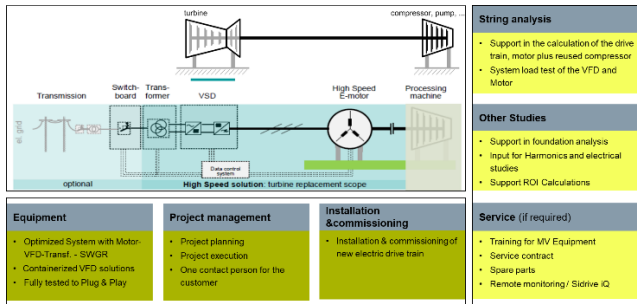 turbine
compressor, pump, ...
Transmission
Switch-
board
Trans-
former
VSD
High Speed
E-motor
Processing
machine
el. grid
Data control
system
optional
High Speed solution: turbine replacement scope
Equipment
• Optimized System with Motor-
VFD-Transf. - SWGR
• Containerized VFD solutions
• Fully tested to Plug & Play
Project management
• Project planning
• Project execution
• One contact person for the
customer
Installation
&commissioning
• Installation & commissioning of
new electric drive train
String analysis
• Support in the calculation of the drive
train, motor plus reused compressor
• System load test of the VFD and
Motor
Other Studies
• Support in foundation analysis
• Input for Harmonics and electrical
studies
• Support ROI Calculations
Service (if required)
• Training for MV Equipment
• Service contract
• Spare parts
• Remote monitoring / Sidrive iQ